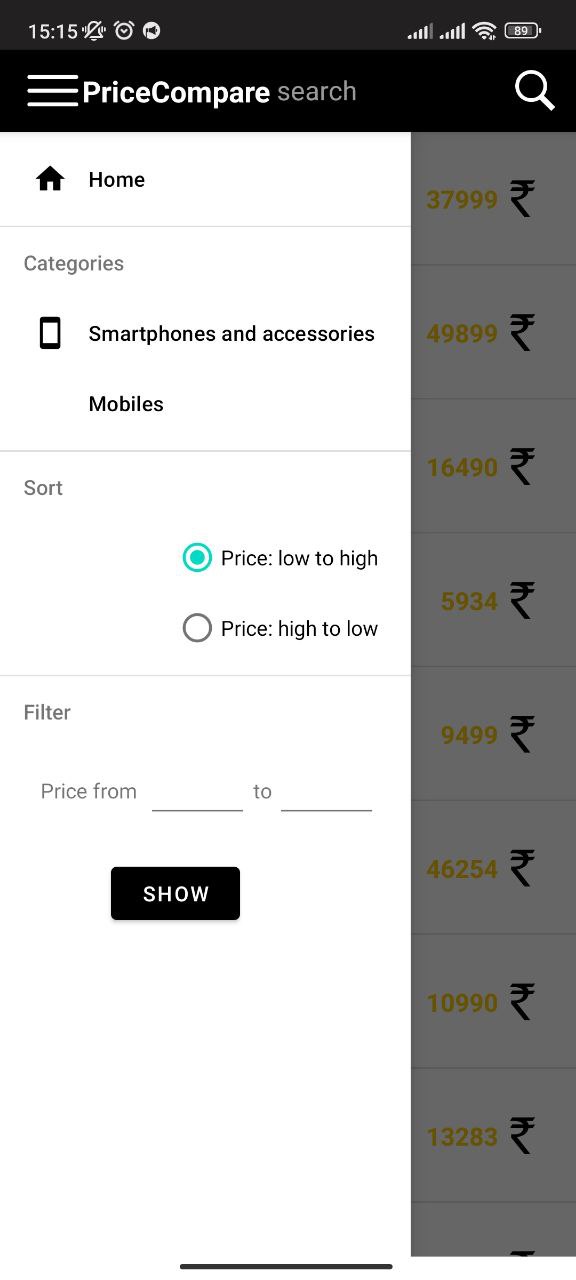 15:15 89
PriceCompare search
Home
37999 ₹
Categories
Smartphones and accessories
49899 ₹
Mobiles
16490 ₹
Sort
Price: low to high
5934 ₹
Price: high to low
Filter
9499 ₹
Price from to
SHOW
46254 ₹
10990 ₹
13283 ₹